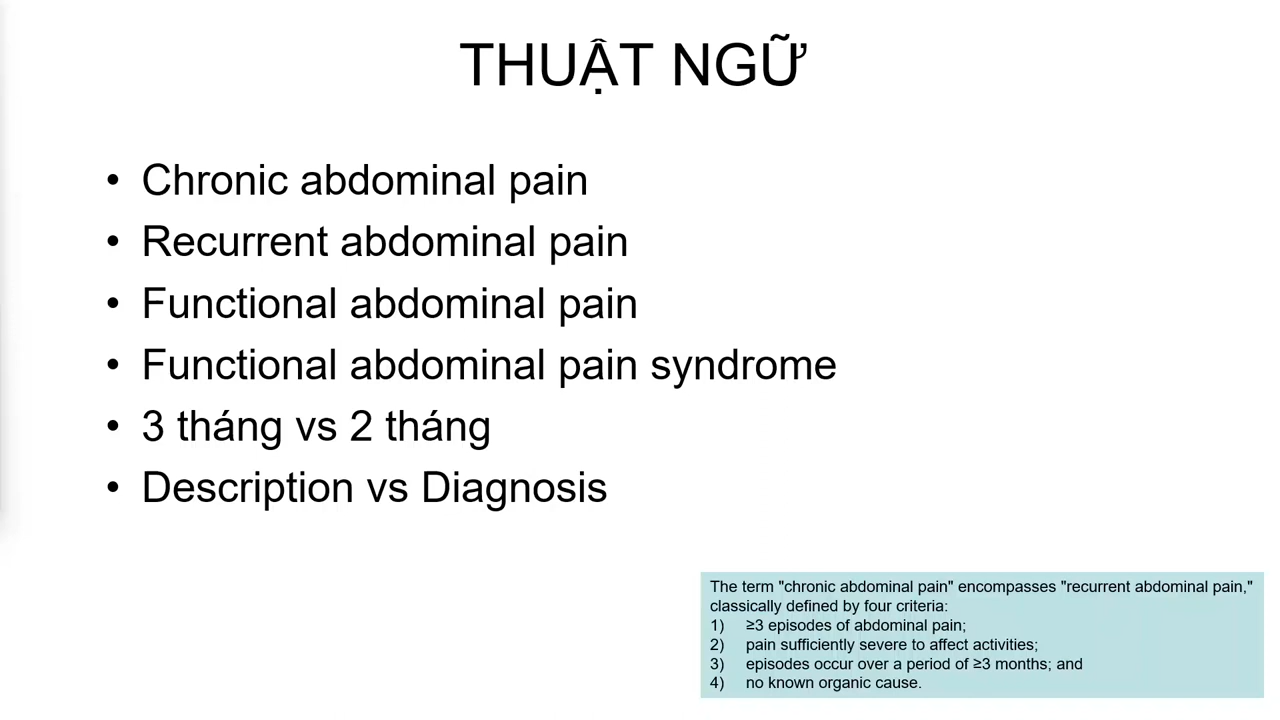 THUẬT NGỮ
• Chronic abdominal pain
• Recurrent abdominal pain
• Functional abdominal pain
• Functional abdominal pain syndrome
• 3 tháng vs 2 tháng
• Description vs Diagnosis
The term "chronic abdominal pain" encompasses "recurrent abdominal pain,"
classically defined by four criteria:
1) ≥3 episodes of abdominal pain;
2) pain sufficiently severe to affect activities;
3) episodes occur over a period of ≥3 months; and
4) no known organic cause.